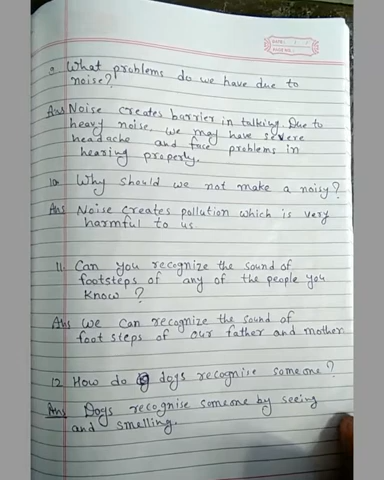 DATE: / /
PAGE NO.:
9. What problems do we have due to
noise?
Ans Noise creates barrier in talking. Due to
heavy noise, we may have severe
headache and face problems in
hearing properly.
10. Why should we not make a noisy?
Ans Noise creates pollution which is very
harmful to us.
11. Can you recognize the sound of
footsteps of any of the people you
know?
Ans We can recognize the sound of
foot steps of our father and mother
12 How do dogs recognise someone?
Ans Dogs recognise someone by seeing
and smelling.